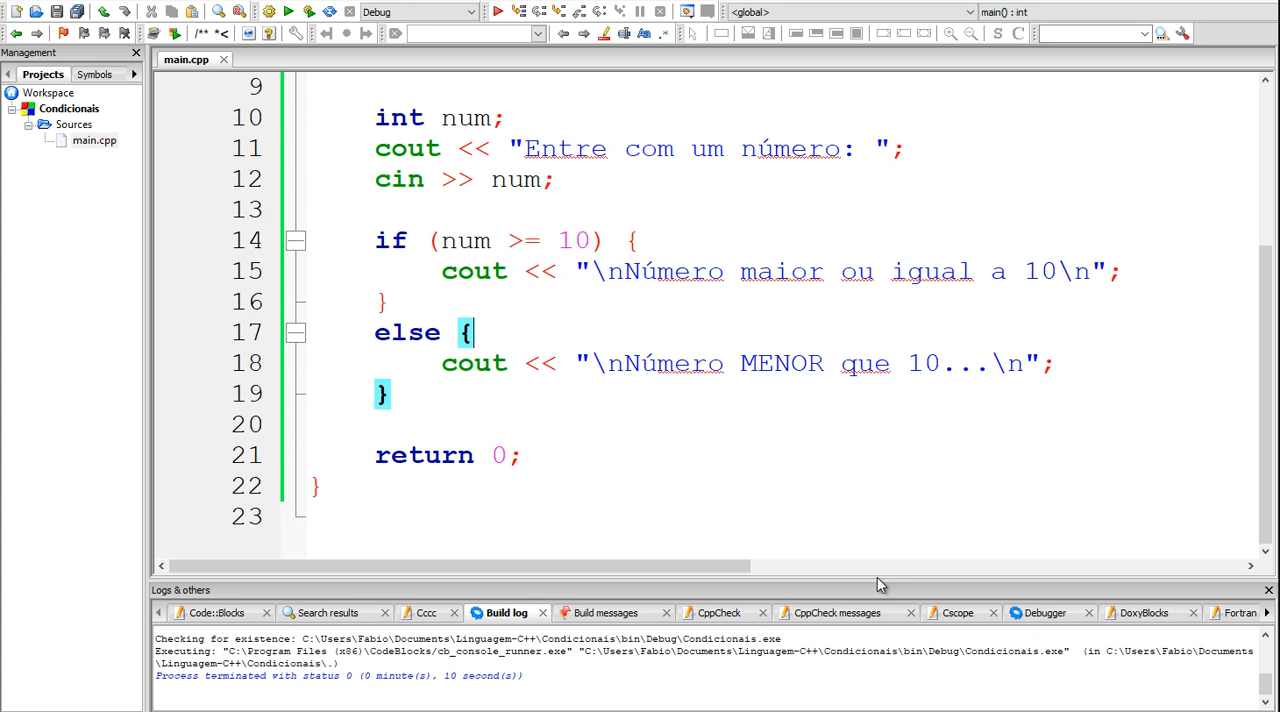 Debug
<global>
main() : int
/** *<
Aa
.*
S C
Management
Projects Symbols
Workspace
Condicionais
Sources
main.cpp
main.cpp
9
10 int num;
11 cout << "Entre com um número: ";
12 cin >> num;
13
14 if (num >= 10) {
15 cout << "\nNúmero maior ou igual a 10\n";
16 }
17 else {
18 cout << "\nNúmero MENOR que 10...\n";
19 }
20
21 return 0;
22 }
23
Logs & others
Code::Blocks Search results Cccc Build log Build messages CppCheck CppCheck messages Cscope Debugger DoxyBlocks Fortran
Checking for existence: C:\Users\Fabio\Documents\Linguagem-C++\Condicionais\bin\Debug\Condicionais.exe
Executing: "C:\Program Files (x86)\CodeBlocks/cb_console_runner.exe" "C:\Users\Fabio\Documents\Linguagem-C++\Condicionais\bin\Debug\Condicionais.exe" (in C:\Users\Fabio\Documents
\Linguagem-C++\Condicionais\.)
Process terminated with status 0 (0 minute(s), 10 second(s))